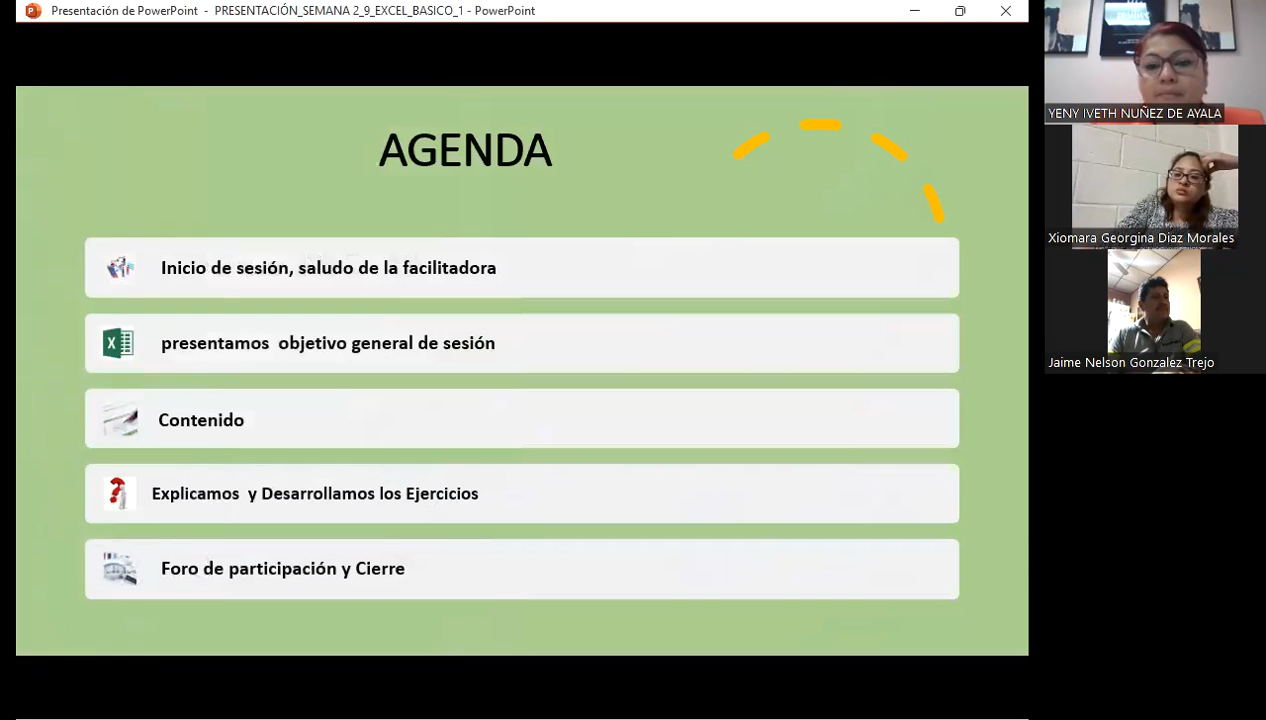 Presentación de PowerPoint - PRESENTACIÓN_SEMANA 2_9_EXCEL_BASICO_1 - PowerPoint
AGENDA
Inicio de sesión, saludo de la facilitadora
presentamos objetivo general de sesión
Contenido
Explicamos y Desarrollamos los Ejercicios
Foro de participación y Cierre
YENY IVETH NUÑEZ DE AYALA
Xiomara Georgina Diaz Morales
Jaime Nelson Gonzalez Trejo